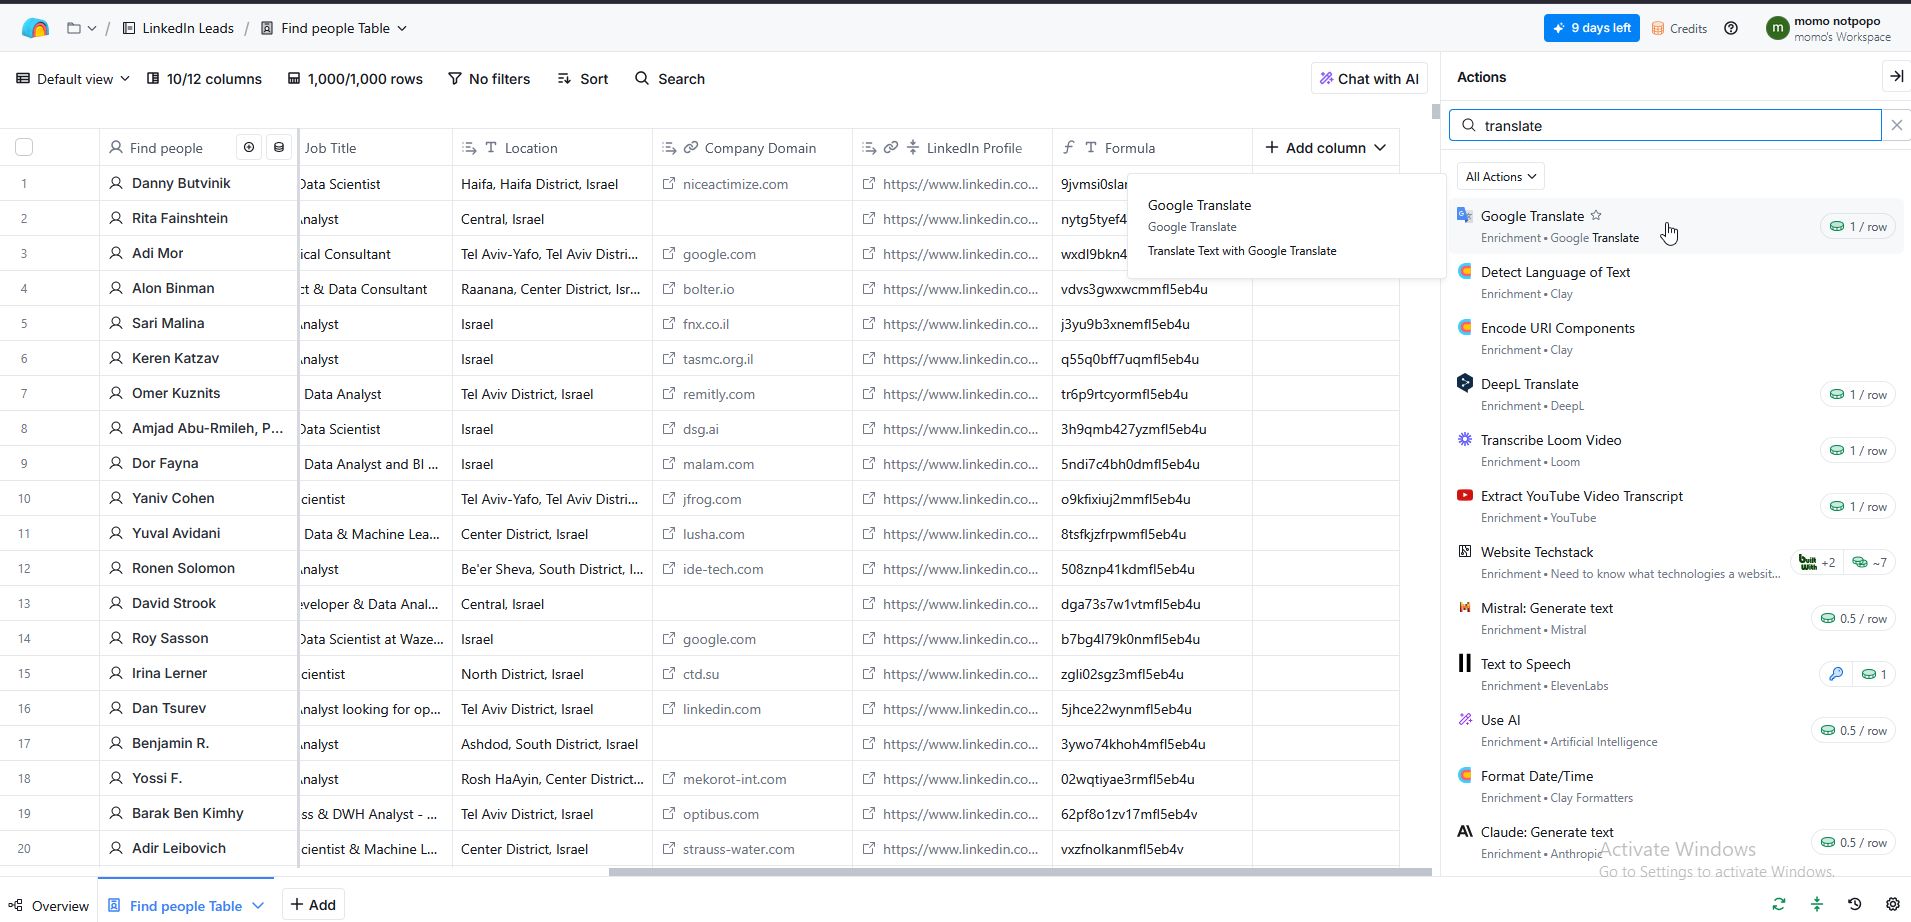 LinkedIn Leads / Find people Table
9 days left
Credits
m
momo notpopo
momo's Workspace
Default view
10/12 columns
1,000/1,000 rows
No filters
Sort
Search
Chat with AI
Find people
Job Title
Location
Company Domain
LinkedIn Profile
Formula
Add column
1 Danny Butvinik Data Scientist Haifa, Haifa District, Israel niceactimize.com https://www.linkedin.co... 9jvmsi0slar
2 Rita Fainshtein Analyst Central, Israel https://www.linkedin.co... nytg5tyef4
3 Adi Mor ical Consultant Tel Aviv-Yafo, Tel Aviv Distri... google.com https://www.linkedin.co... wxdl9bkn4
4 Alon Binman ct & Data Consultant Raanana, Center District, Isr... bolter.io https://www.linkedin.co... vdvs3gwxwcmmfl5eb4u
5 Sari Malina Analyst Israel fnx.co.il https://www.linkedin.co... j3yu9b3xnemfl5eb4u
6 Keren Katzav Analyst Israel tasmc.org.il https://www.linkedin.co... q55q0bff7uqmfl5eb4u
7 Omer Kuznits Data Analyst Tel Aviv District, Israel remitly.com https://www.linkedin.co... tr6p9rtcyormfl5eb4u
8 Amjad Abu-Rmileh, P... Data Scientist Israel dsg.ai https://www.linkedin.co... 3h9qmb427yzmfl5eb4u
9 Dor Fayna Data Analyst and BI ... Israel malam.com https://www.linkedin.co... 5ndi7c4bh0dmfl5eb4u
10 Yaniv Cohen cientist Tel Aviv-Yafo, Tel Aviv Distri... jfrog.com https://www.linkedin.co... o9kfixiuj2mmfl5eb4u
11 Yuval Avidani Data & Machine Lea... Center District, Israel lusha.com https://www.linkedin.co... 8tsfkjzfrpwmfl5eb4u
12 Ronen Solomon Analyst Be'er Sheva, South District, I... ide-tech.com https://www.linkedin.co... 508znp41kdmfl5eb4u
13 David Strook eveloper & Data Anal... Central, Israel https://www.linkedin.co... dga73s7w1vtmfl5eb4u
14 Roy Sasson Data Scientist at Waze... Israel google.com https://www.linkedin.co... b7bg4l79k0nmfl5eb4u
15 Irina Lerner cientist North District, Israel ctd.su https://www.linkedin.co... zgli02sgz3mfl5eb4u
16 Dan Tsurev Analyst looking for op... Tel Aviv District, Israel linkedin.com https://www.linkedin.co... 5jhce22wynmfl5eb4u
17 Benjamin R. Analyst Ashdod, South District, Israel https://www.linkedin.co... 3ywo74khoh4mfl5eb4u
18 Yossi F. Analyst Rosh HaAyin, Center District... mekorot-int.com https://www.linkedin.co... 02wqtiyae3rmfl5eb4u
19 Barak Ben Kimhy ss & DWH Analyst - ... Tel Aviv District, Israel optibus.com https://www.linkedin.co... 62pf8o1zv17mfl5eb4v
20 Adir Leibovich cientist & Machine L... Center District, Israel strauss-water.com https://www.linkedin.co... vxzfnolkanmfl5eb4v
Google Translate
Google Translate
Translate Text with Google Translate
Actions
translate
All Actions
Google Translate
Enrichment • Google Translate
1 / row
Detect Language of Text
Enrichment • Clay
Encode URI Components
Enrichment • Clay
DeepL Translate
Enrichment • DeepL
1 / row
Transcribe Loom Video
Enrichment • Loom
1 / row
Extract YouTube Video Transcript
Enrichment • YouTube
1 / row
Website Techstack
Enrichment • Need to know what technologies a websit...
built with +2 ~7
Mistral: Generate text
Enrichment • Mistral
0.5 / row
Text to Speech
Enrichment • ElevenLabs
1
Use AI
Enrichment • Artificial Intelligence
0.5 / row
Format Date/Time
Enrichment • Clay Formatters
Claude: Generate text
Enrichment • Anthropic
0.5 / row
Activate Windows
Go to Settings to activate Windows.
Overview
Find people Table
Add